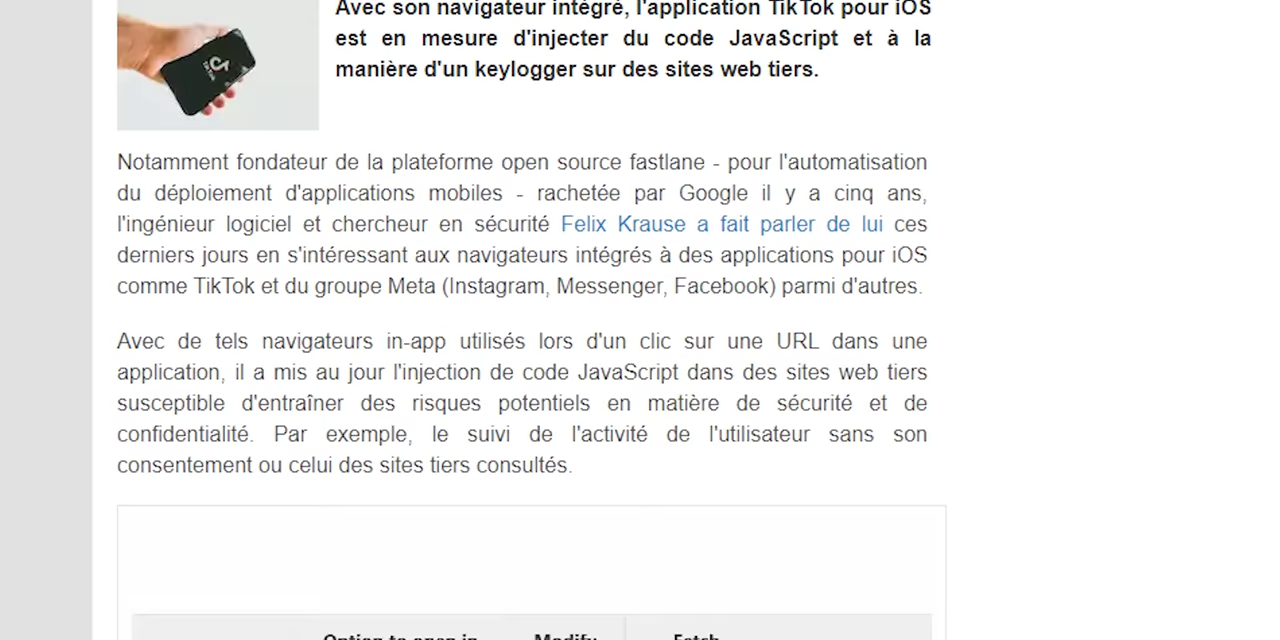 Avec son navigateur intégré, l'application TikTok pour iOS
est en mesure d'injecter du code JavaScript et à la
manière d'un keylogger sur des sites web tiers.
Notamment fondateur de la plateforme open source fastlane - pour l'automatisation
du déploiement d'applications mobiles - rachetée par Google il y a cinq ans,
l'ingénieur logiciel et chercheur en sécurité Felix Krause a fait parler de lui ces
derniers jours en s'intéressant aux navigateurs intégrés à des applications pour iOS
comme TikTok et du groupe Meta (Instagram, Messenger, Facebook) parmi d'autres.
Avec de tels navigateurs in-app utilisés lors d'un clic sur une URL dans une
application, il a mis au jour l'injection de code JavaScript dans des sites web tiers
susceptible d'entraîner des risques potentiels en matière de sécurité et de
confidentialité. Par exemple, le suivi de l'activité de l'utilisateur sans son
consentement ou celui des sites tiers consultés.
Option to open in Modify Fetch